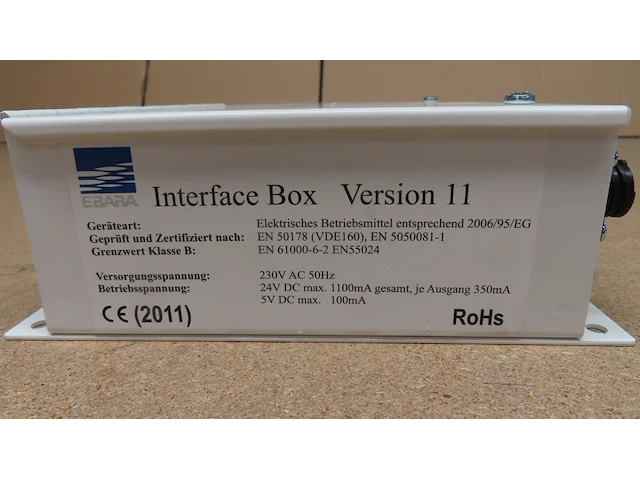 EBARA
Interface Box Version 11
Geräteart: Elektrisches Betriebsmittel entsprechend 2006/95/EG
Geprüft und Zertifiziert nach: EN 50178 (VDE160), EN 5050081-1
Grenzwert Klasse B: EN 61000-6-2 EN55024
Versorgungsspannung: 230V AC 50Hz
Betriebsspannung: 24V DC max. 1100mA gesamt, je Ausgang 350mA
5V DC max. 100mA
CE (2011) RoHs